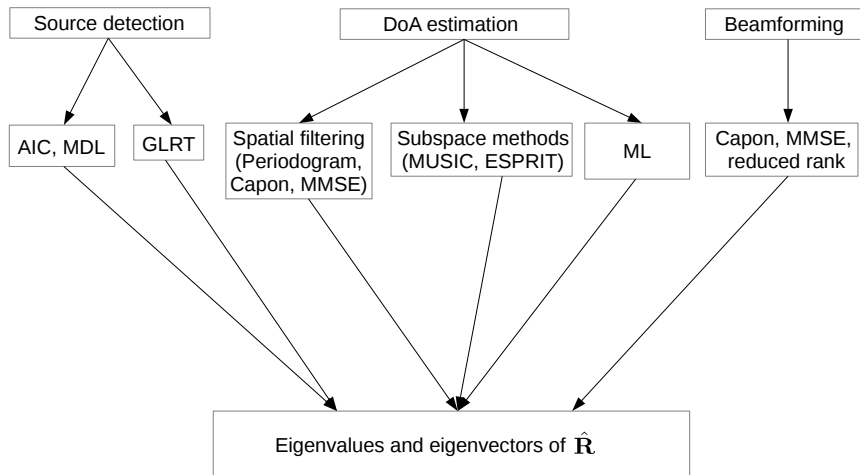 Source detection
DoA estimation
Beamforming
AIC, MDL
GLRT
Spatial filtering
(Periodogram,
Capon, MMSE)
Subspace methods
(MUSIC, ESPRIT)
ML
Capon, MMSE,
reduced rank
Eigenvalues and eigenvectors of R̂